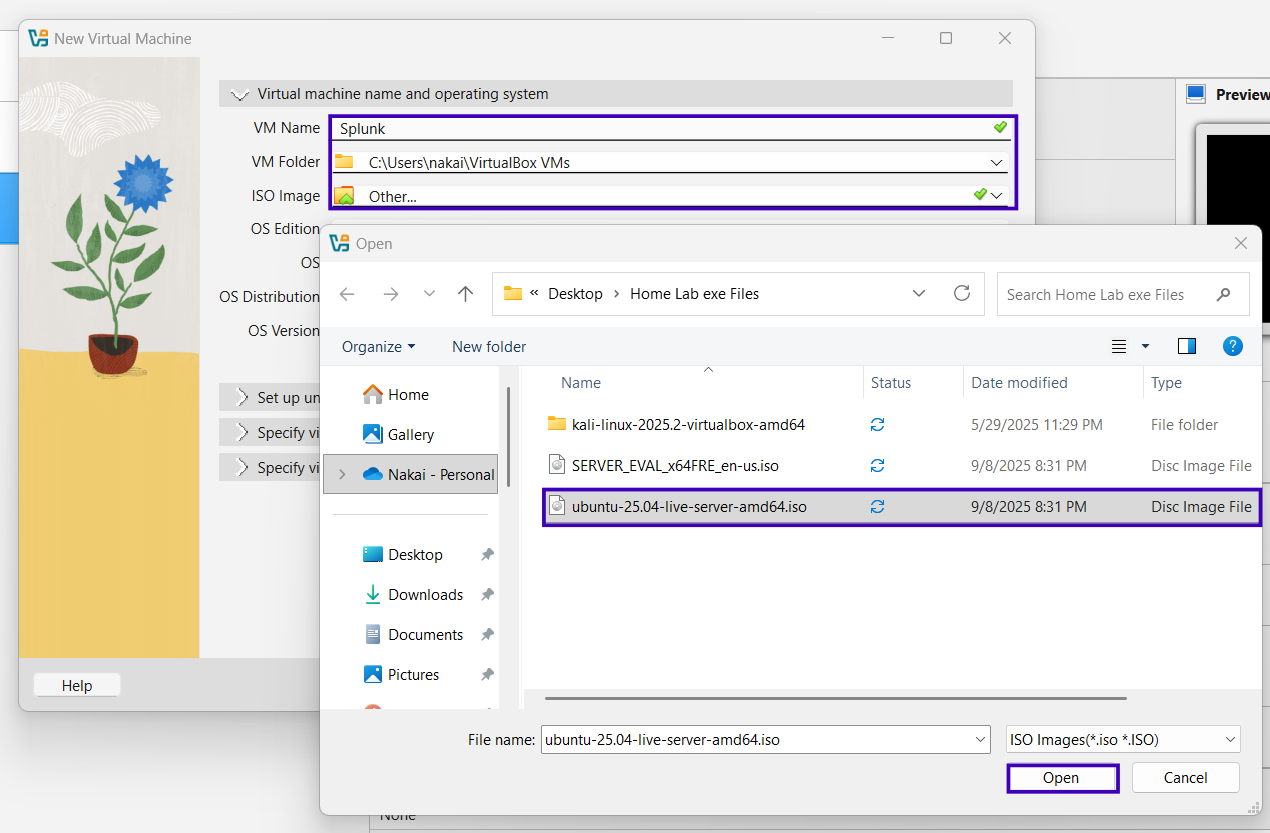 New Virtual Machine
Preview
Virtual machine name and operating system
VM Name Splunk
VM Folder C:\Users\nakai\VirtualBox VMs
ISO Image Other...
OS Edition
OS
OS Distribution
OS Version
Set up un
Specify vi
Specify vi
Help
Open
« Desktop > Home Lab exe Files
Search Home Lab exe Files
Organize New folder
Home
Gallery
Nakai - Personal
Desktop
Downloads
Documents
Pictures
Name Status Date modified Type
kali-linux-2025.2-virtualbox-amd64 5/29/2025 11:29 PM File folder
SERVER_EVAL_x64FRE_en-us.iso 9/8/2025 8:31 PM Disc Image File
ubuntu-25.04-live-server-amd64.iso 9/8/2025 8:31 PM Disc Image File
File name: ubuntu-25.04-live-server-amd64.iso ISO Images(*.iso *.ISO)
Open Cancel
None